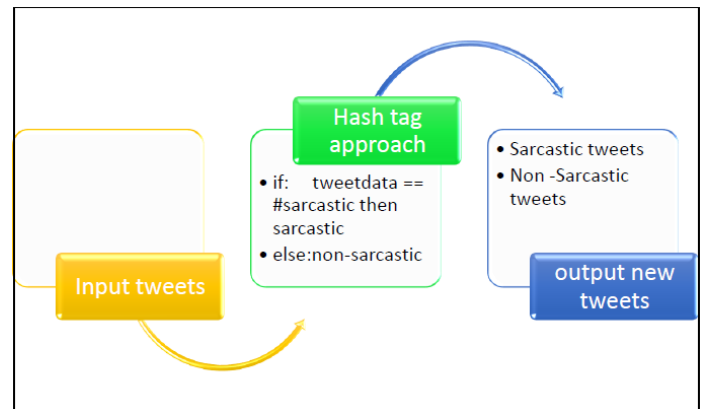 Input tweets
Hash tag
approach
• if: tweetdata ==
#sarcastic then
sarcastic
• else:non-sarcastic
• Sarcastic tweets
• Non -Sarcastic
tweets
output new
tweets